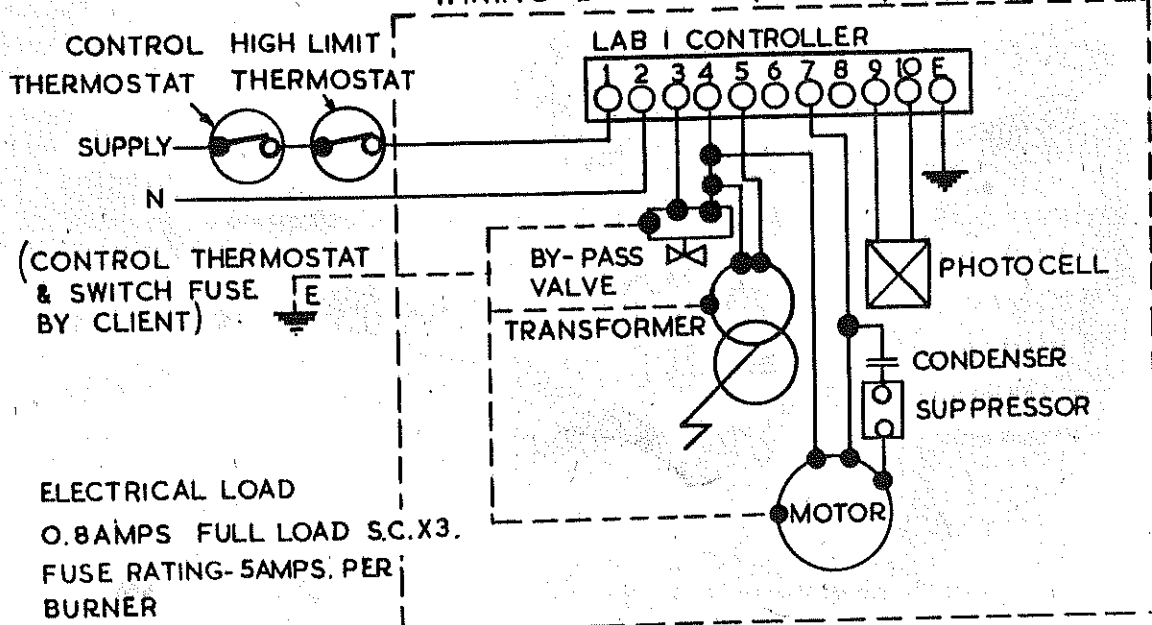 CONTROL
THERMOSTAT
HIGH LIMIT
THERMOSTAT
LAB 1 CONTROLLER
1 2 3 4 5 6 7 8 9 10 E
SUPPLY
N
(CONTROL THERMOSTAT
& SWITCH FUSE
BY CLIENT)
E
BY-PASS
VALVE
TRANSFORMER
PHOTOCELL
CONDENSER
SUPPRESSOR
MOTOR
ELECTRICAL LOAD
0.8AMPS FULL LOAD S.C.X3.
FUSE RATING-5AMPS. PER
BURNER